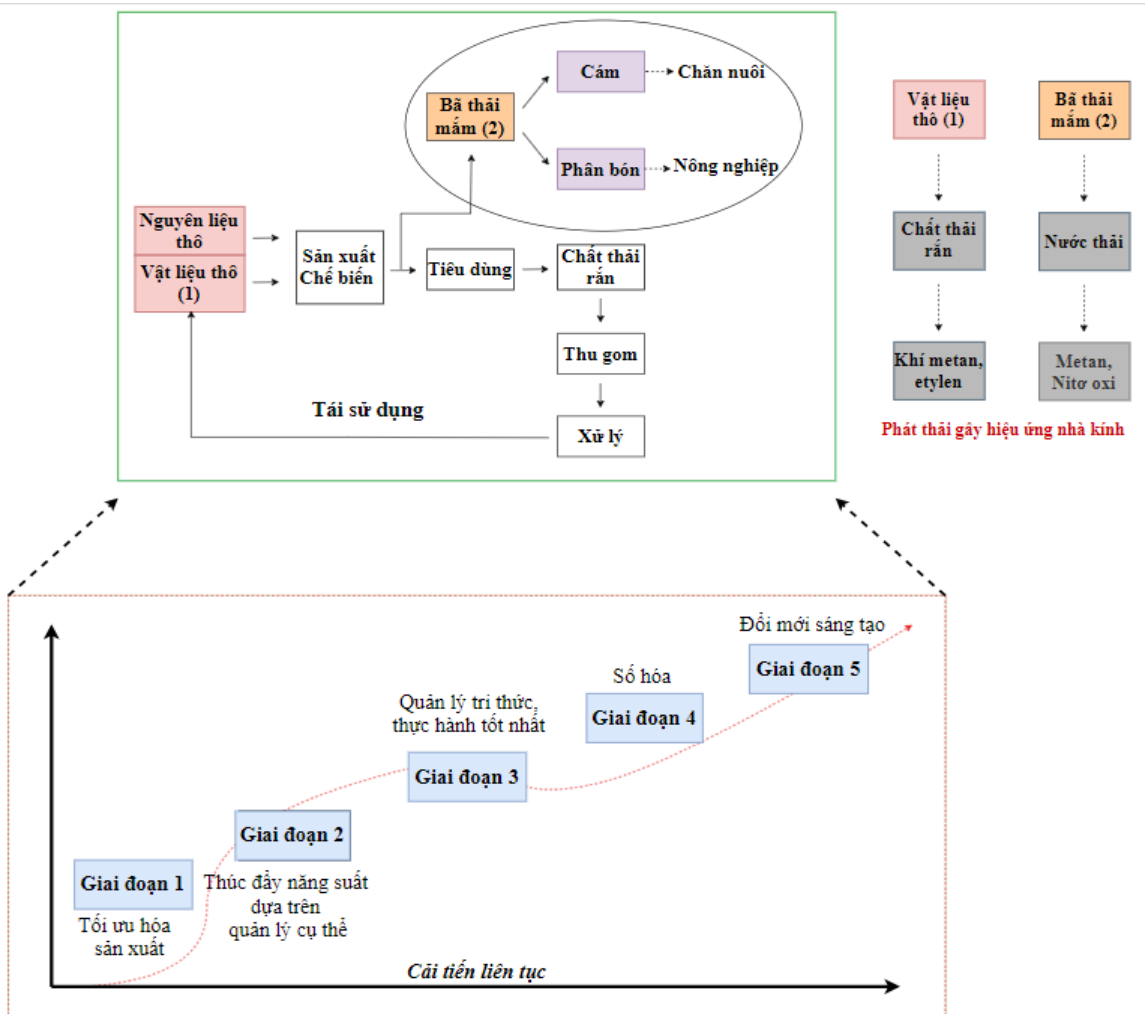 Bã thải
mắm (2)
Cám
Chăn nuôi
Phân bón
Nông nghiệp
Nguyên liệu
thô
Vật liệu thô
(1)
Sản xuất
Chế biến
Tiêu dùng
Chất thải
rắn
Thu gom
Xử lý
Tái sử dụng
Vật liệu
thô (1)
Bã thải
mắm (2)
Chất thải
rắn
Nước thải
Khí metan,
etylen
Metan,
Nitơ oxi
Phát thải gây hiệu ứng nhà kính
Giai đoạn 1
Tối ưu hóa
sản xuất
Giai đoạn 2
Thúc đẩy năng suất
dựa trên
quản lý cụ thể
Quản lý tri thức,
thực hành tốt nhất
Giai đoạn 3
Số hóa
Giai đoạn 4
Đổi mới sáng tạo
Giai đoạn 5
Cải tiến liên tục